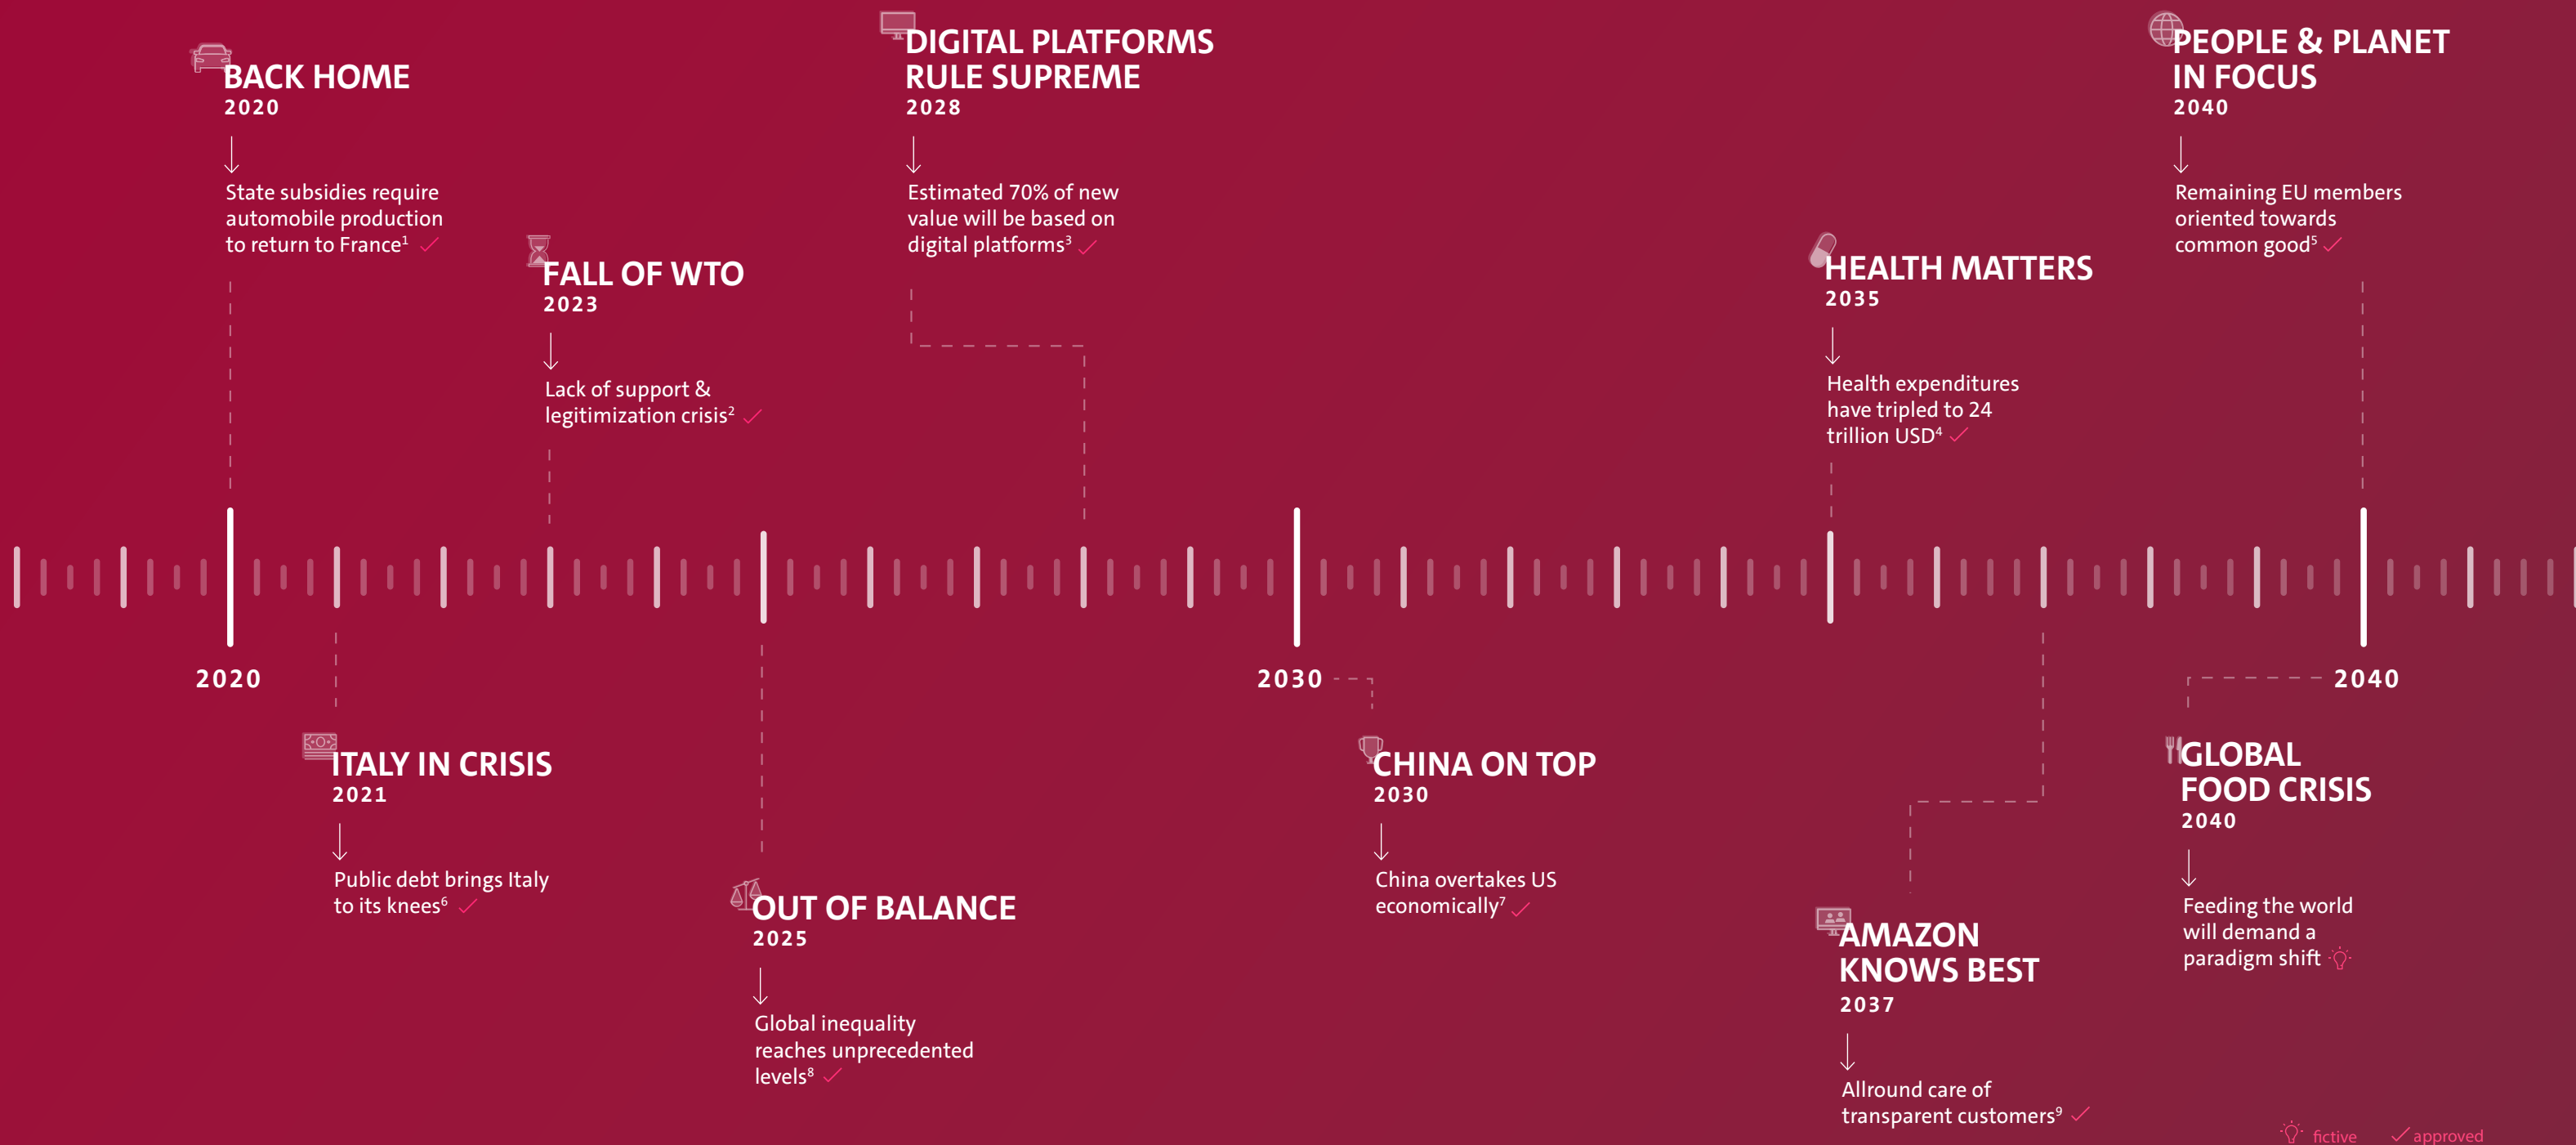 BACK HOME
2020
State subsidies require
automobile production
to return to France¹
FALL OF WTO
2023
Lack of support &
legitimization crisis²
DIGITAL PLATFORMS
RULE SUPREME
2028
Estimated 70% of new
value will be based on
digital platforms³
HEALTH MATTERS
2035
Health expenditures
have tripled to 24
trillion USD⁴
PEOPLE & PLANET
IN FOCUS
2040
Remaining EU members
oriented towards
common good⁵
2020
2030
2040
ITALY IN CRISIS
2021
Public debt brings Italy
to its knees⁶
OUT OF BALANCE
2025
Global inequality
reaches unprecedented
levels⁸
CHINA ON TOP
2030
China overtakes US
economically⁷
AMAZON
KNOWS BEST
2037
Allround care of
transparent customers⁹
GLOBAL
FOOD CRISIS
2040
Feeding the world
will demand a
paradigm shift
fictive
approved